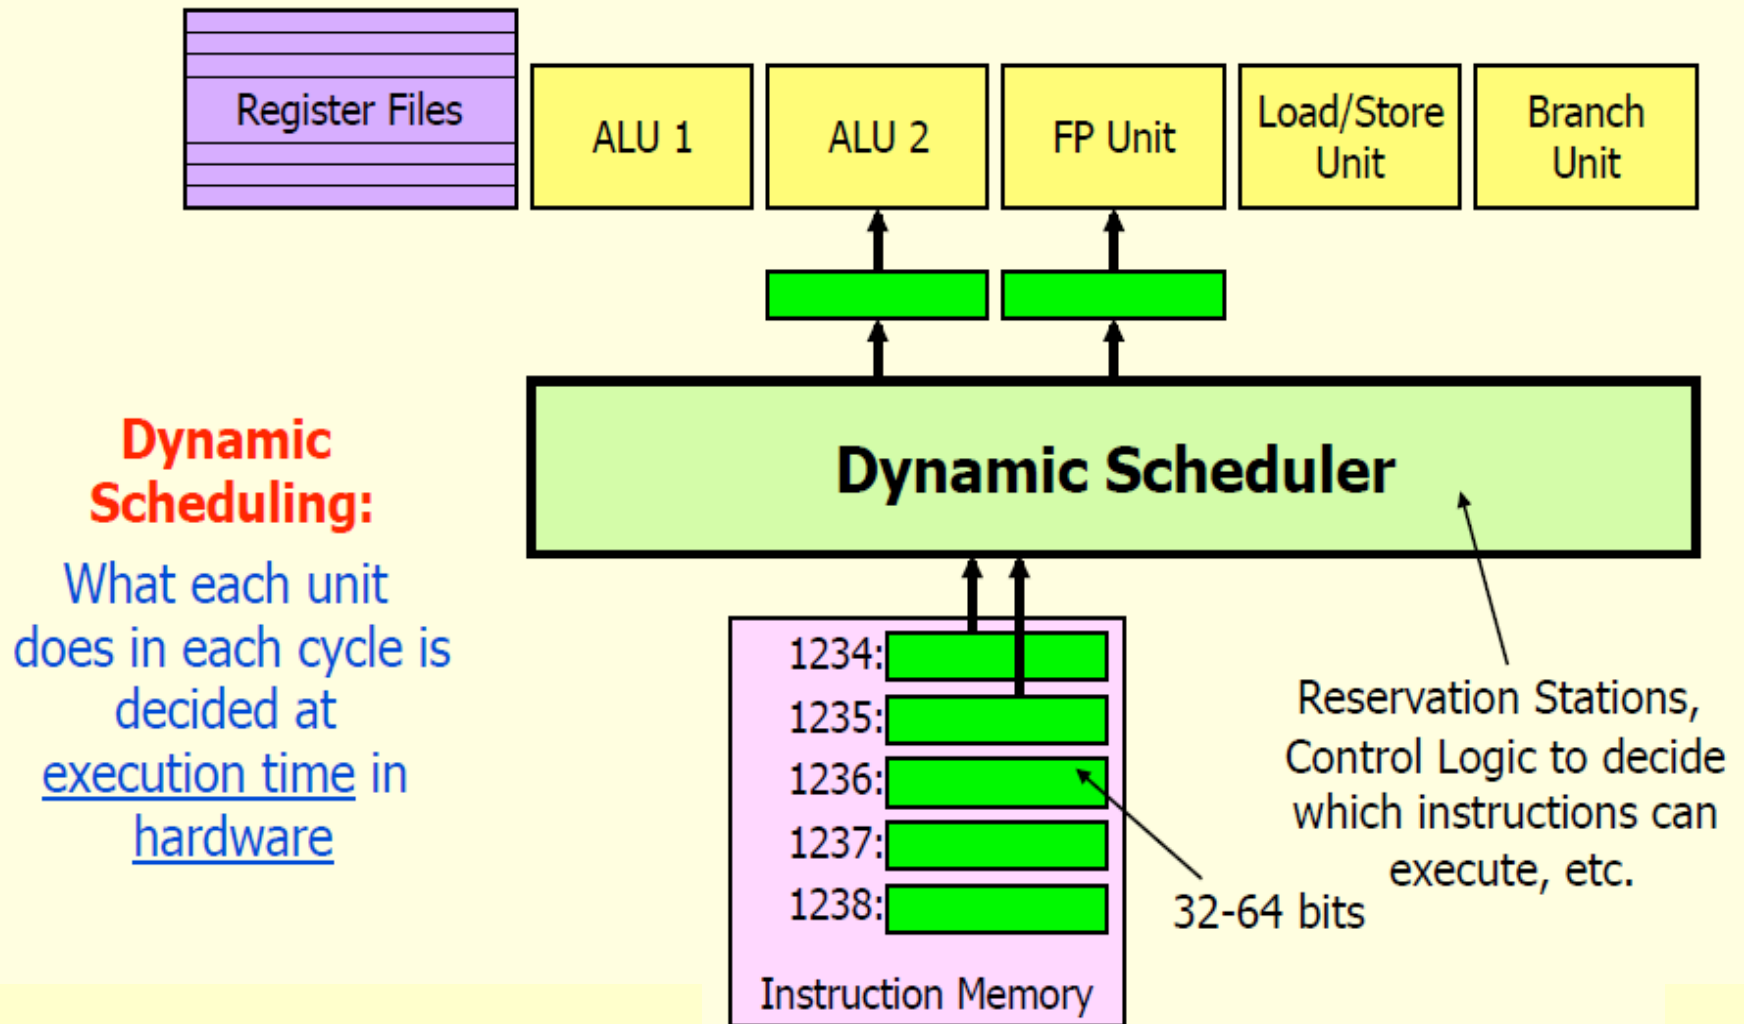 Register Files
ALU 1
ALU 2
FP Unit
Load/Store
Unit
Branch
Unit
Dynamic Scheduler
Dynamic
Scheduling:
What each unit
does in each cycle is
decided at
execution time in
hardware
1234:
1235:
1236:
1237:
1238:
Instruction Memory
32-64 bits
Reservation Stations,
Control Logic to decide
which instructions can
execute, etc.